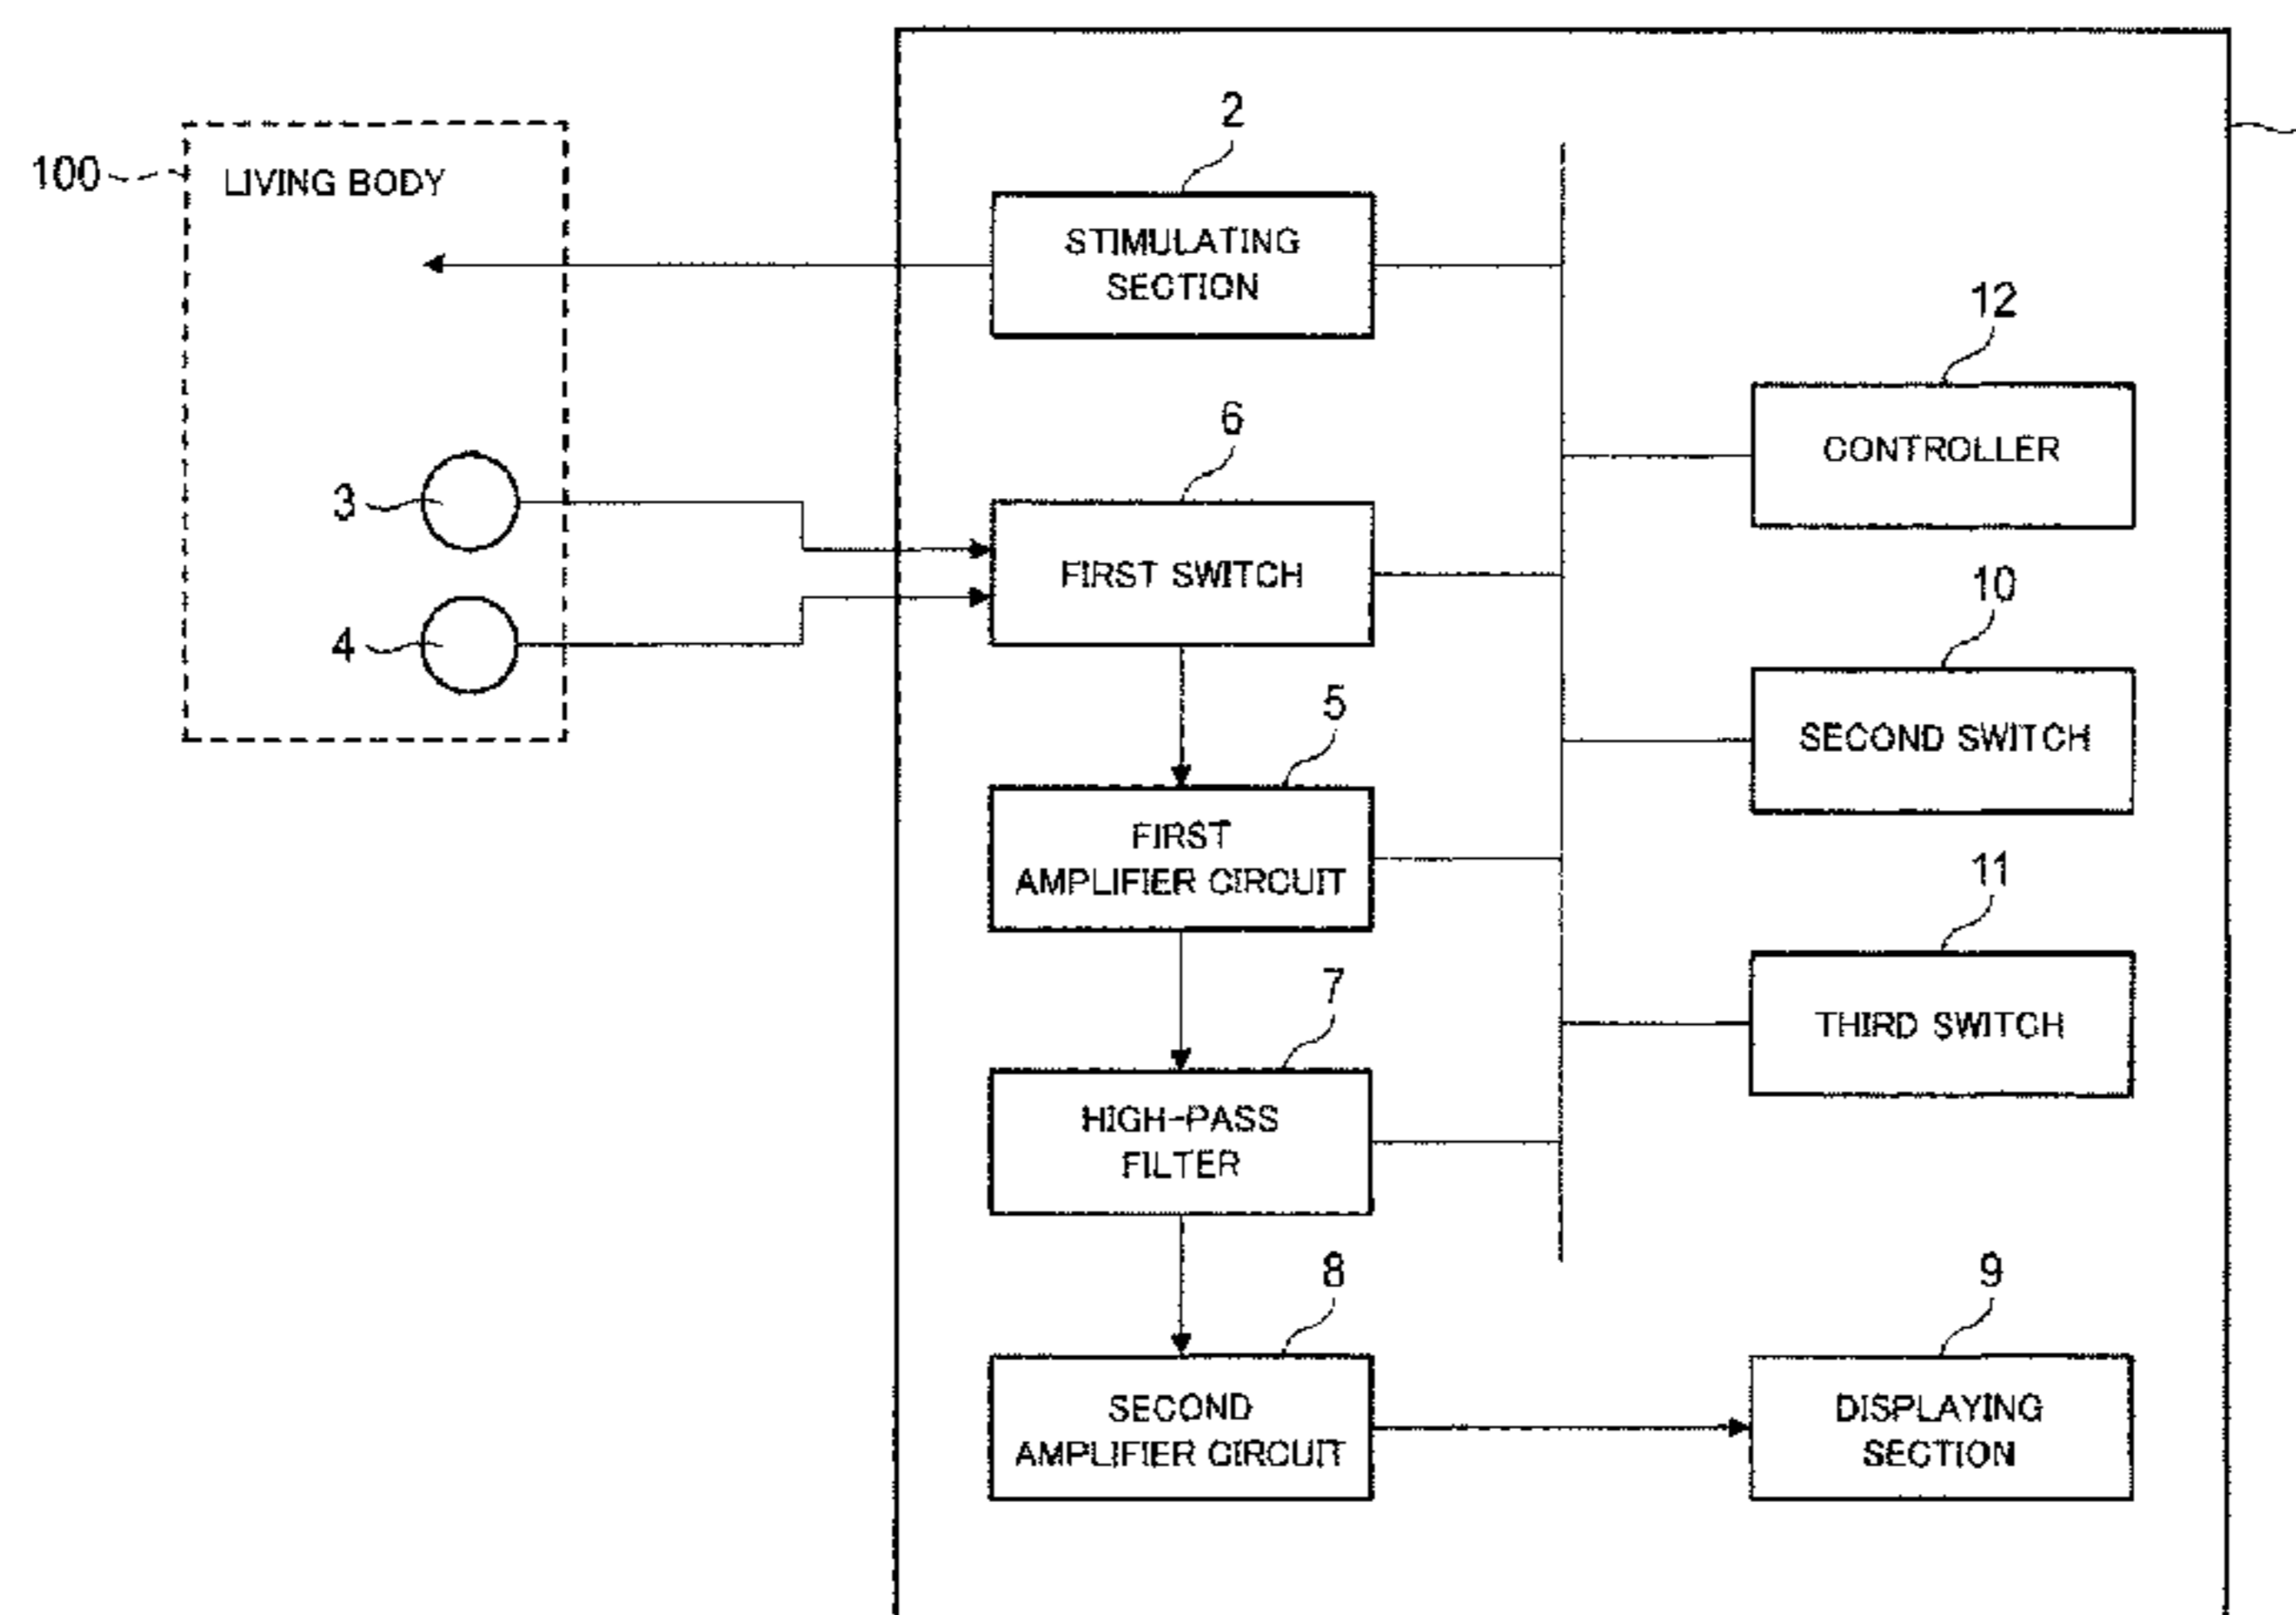 2
100
LIVING BODY
STIMULATING
SECTION
12
6
CONTROLLER
3
FIRST SWITCH
10
4
5
SECOND SWITCH
FIRST
AMPLIFIER CIRCUIT
11
7
THIRD SWITCH
HIGH-PASS
FILTER
8
9
SECOND
AMPLIFIER CIRCUIT
DISPLAYING
SECTION